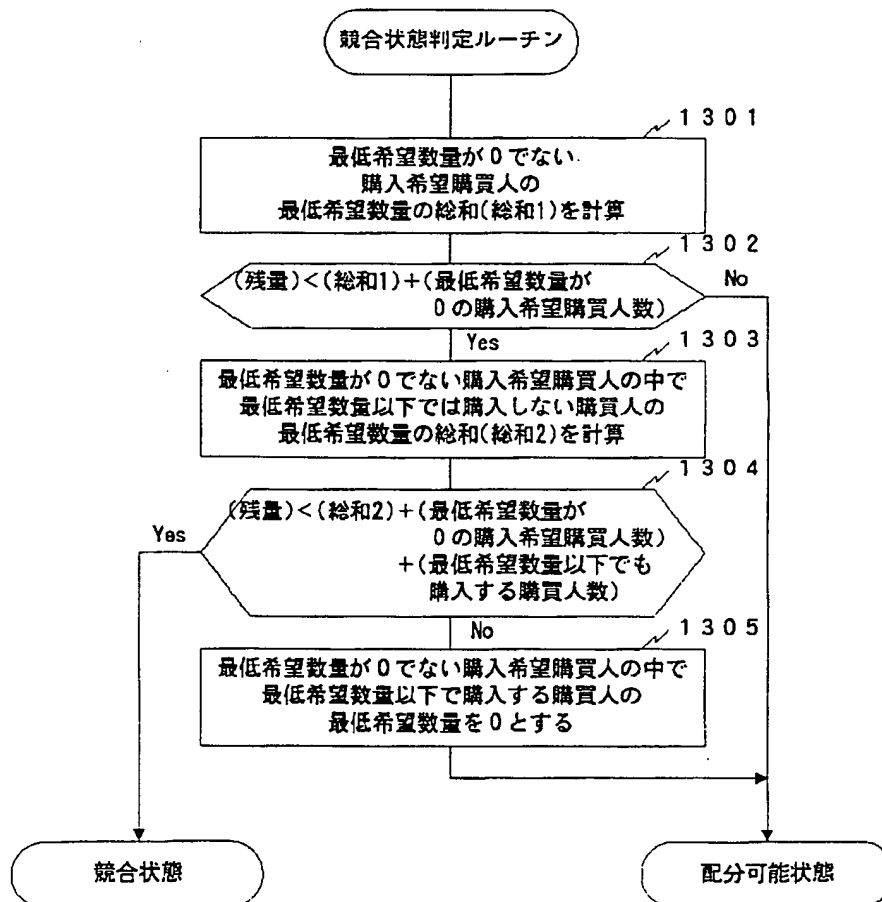 競合状態判定ルーチン
１３０１
最低希望数量が０でない
購入希望購買人の
最低希望数量の総和(総和1)を計算
１３０２
(残量)<(総和1)+(最低希望数量が
０の購入希望購買人数)
No
Yes
１３０３
最低希望数量が０でない購入希望購買人の中で
最低希望数量以下では購入しない購買人の
最低希望数量の総和(総和2)を計算
１３０４
(残量)<(総和2)+(最低希望数量が
０の購入希望購買人数)
+(最低希望数量以下でも
購入する購買人数)
Yes
No
１３０５
最低希望数量が０でない購入希望購買人の中で
最低希望数量以下で購入する購買人の
最低希望数量を０とする
競合状態
配分可能状態